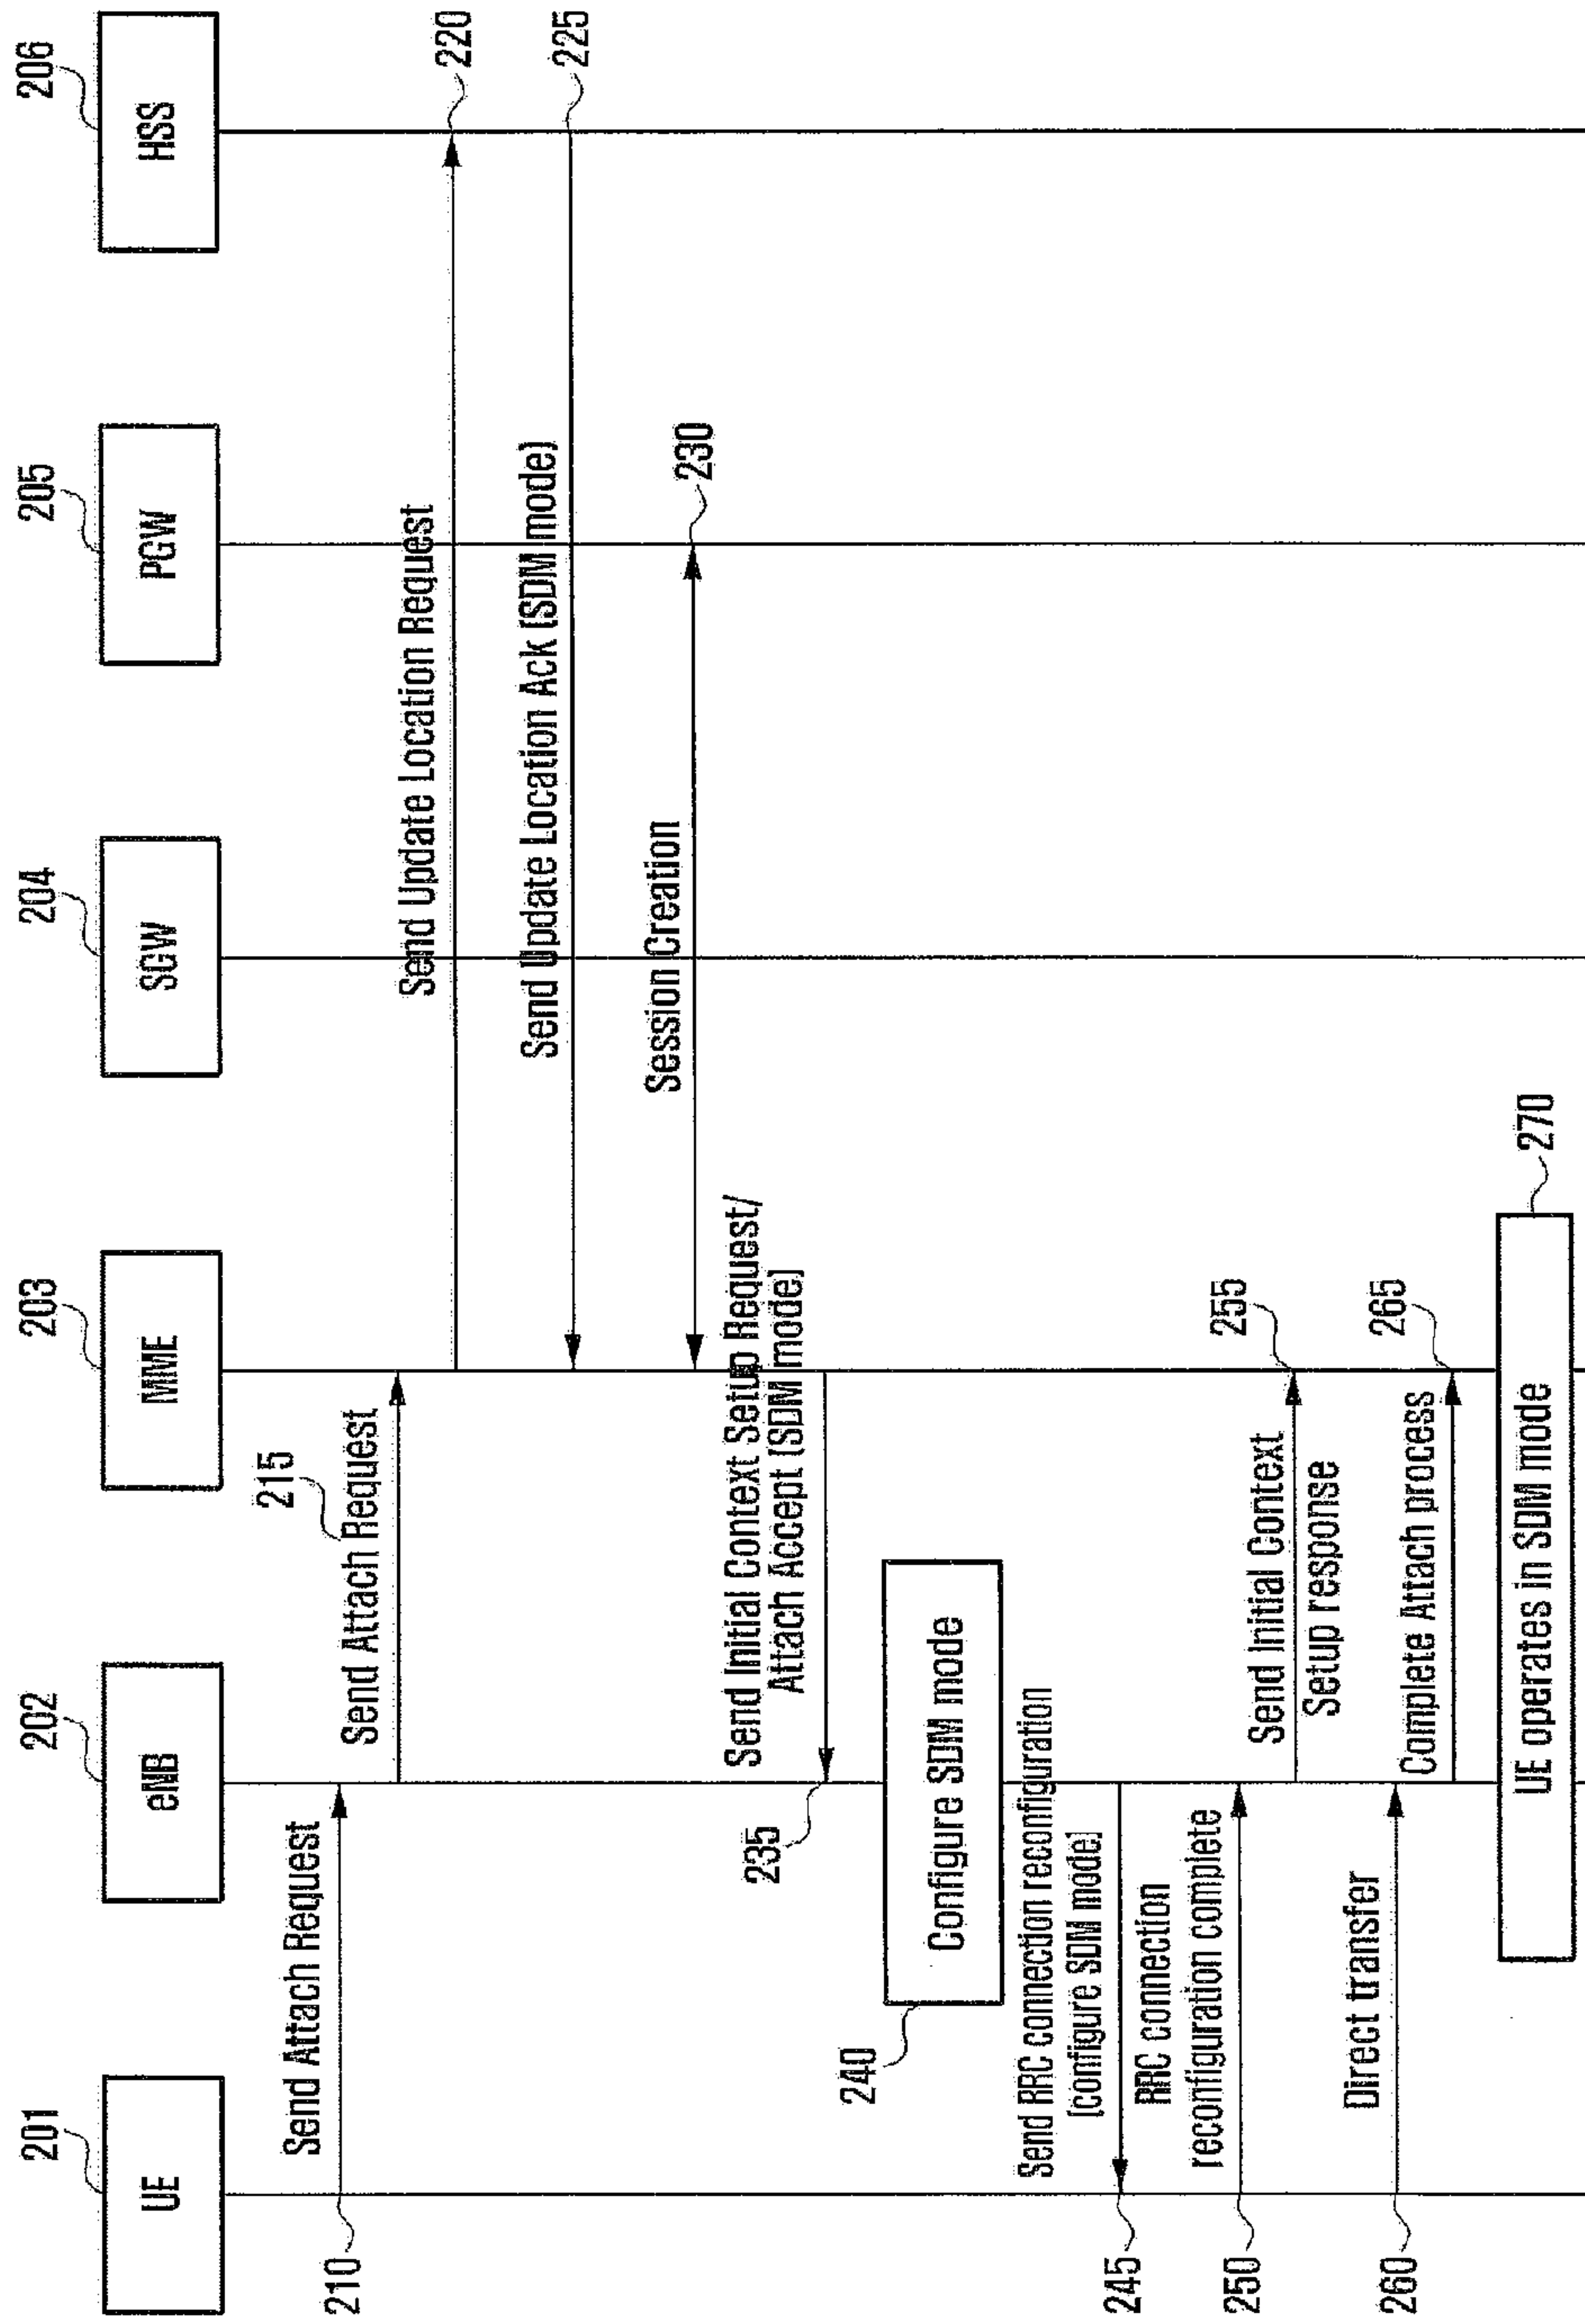 201
UE
202
eNB
203
MME
204
SGW
205
PGW
206
HSS
210
Send Attach Request
215
Send Attach Request
Send Update Location Request
220
Send Update Location Ack (SDM mode)
225
Session Creation
230
Send Initial Context Setup Request/
Attach Accept (SDM mode)
235
240
Configure SDM mode
Send RRC connection reconfiguration
(configure SDM mode)
245
RRC connection
reconfiguration complete
250
Send Initial Context
Setup response
255
Direct transfer
260
Complete Attach process
265
UE operates in SDM mode
270